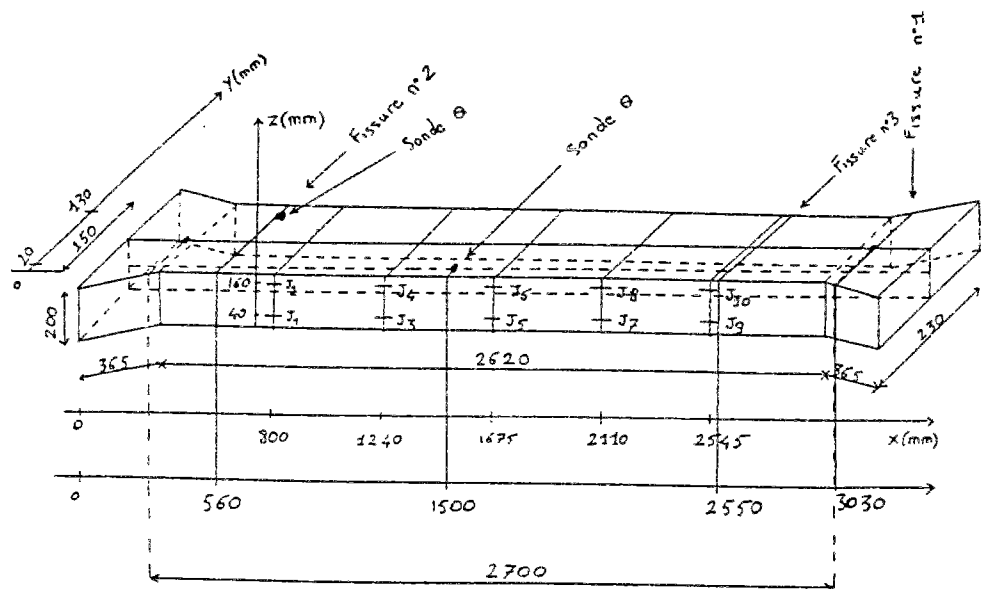 Y(mm)
Z(mm)
Fissure n°2
Sonde θ
Sonde θ
Fissure n°3
Fissure n°1
130
150
20
0
200
160
J2
J4
J6
J8
J10
40
J1
J3
J5
J7
J9
230
365
2620
365
0
800
1240
1675
2110
2545
X(mm)
0
560
1500
2550
3030
2700